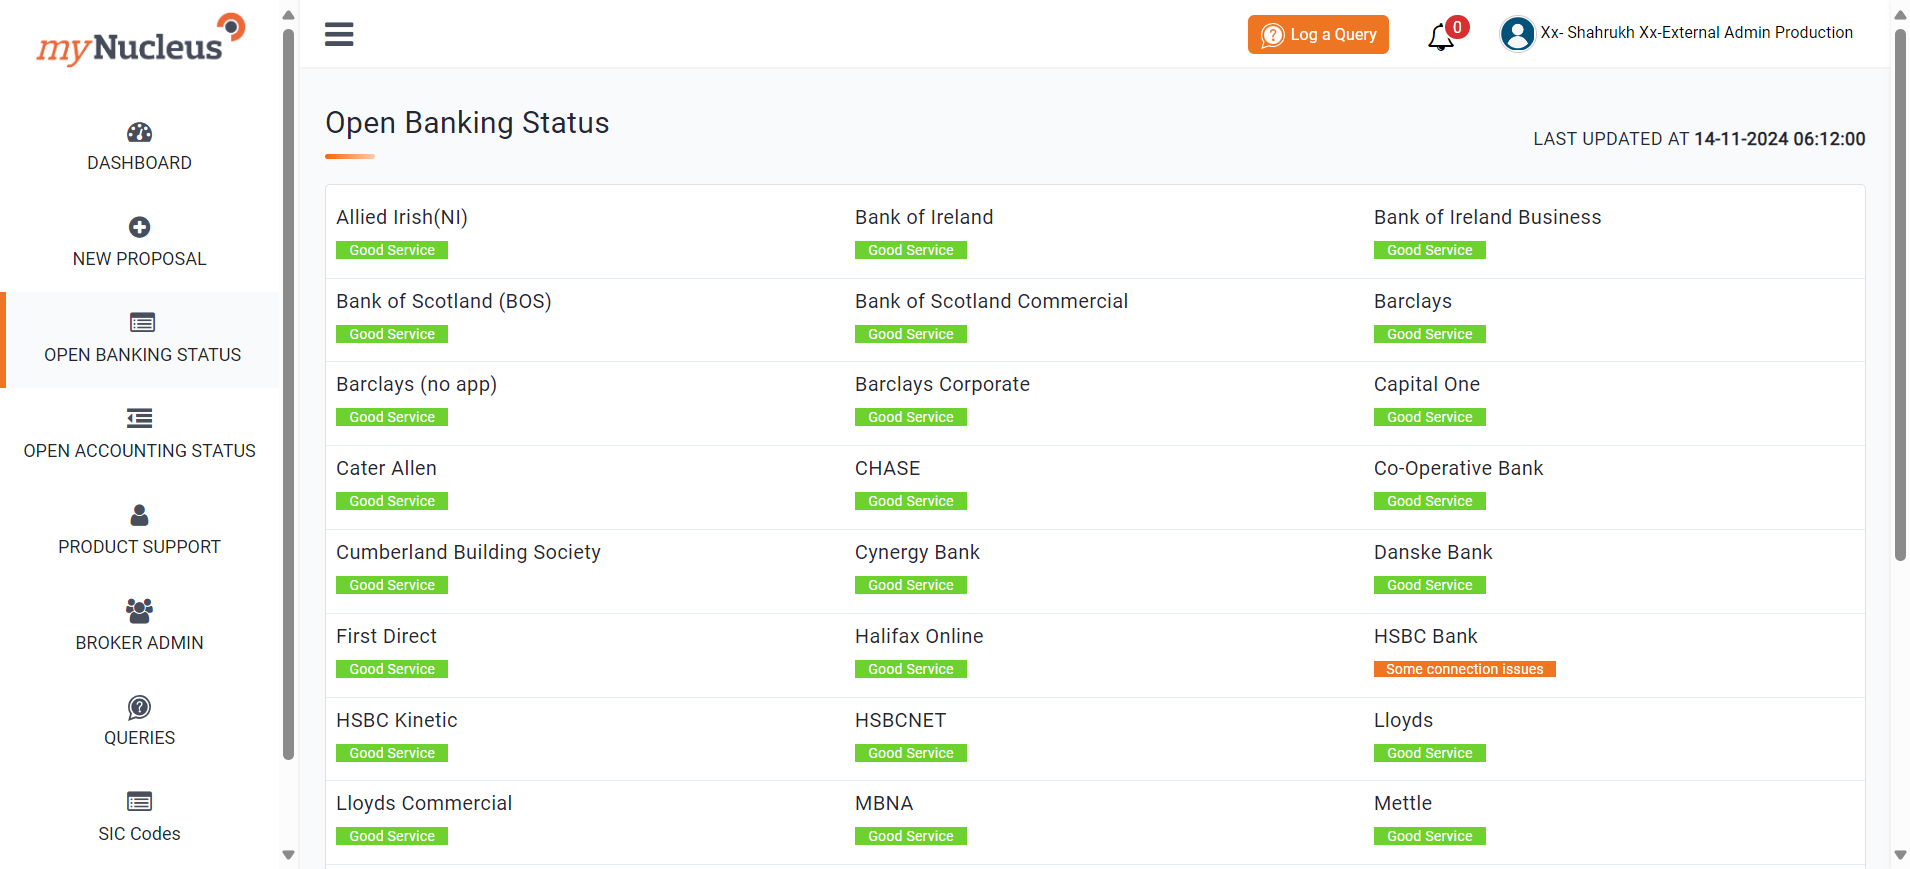 myNucleus
Log a Query
0
Xx- Shahrukh Xx-External Admin Production
DASHBOARD
NEW PROPOSAL
OPEN BANKING STATUS
OPEN ACCOUNTING STATUS
PRODUCT SUPPORT
BROKER ADMIN
QUERIES
SIC Codes
Open Banking Status
LAST UPDATED AT 14-11-2024 06:12:00
Allied Irish(NI)
Good Service
Bank of Ireland
Good Service
Bank of Ireland Business
Good Service
Bank of Scotland (BOS)
Good Service
Bank of Scotland Commercial
Good Service
Barclays
Good Service
Barclays (no app)
Good Service
Barclays Corporate
Good Service
Capital One
Good Service
Cater Allen
Good Service
CHASE
Good Service
Co-Operative Bank
Good Service
Cumberland Building Society
Good Service
Cynergy Bank
Good Service
Danske Bank
Good Service
First Direct
Good Service
Halifax Online
Good Service
HSBC Bank
Some connection issues
HSBC Kinetic
Good Service
HSBCNET
Good Service
Lloyds
Good Service
Lloyds Commercial
Good Service
MBNA
Good Service
Mettle
Good Service